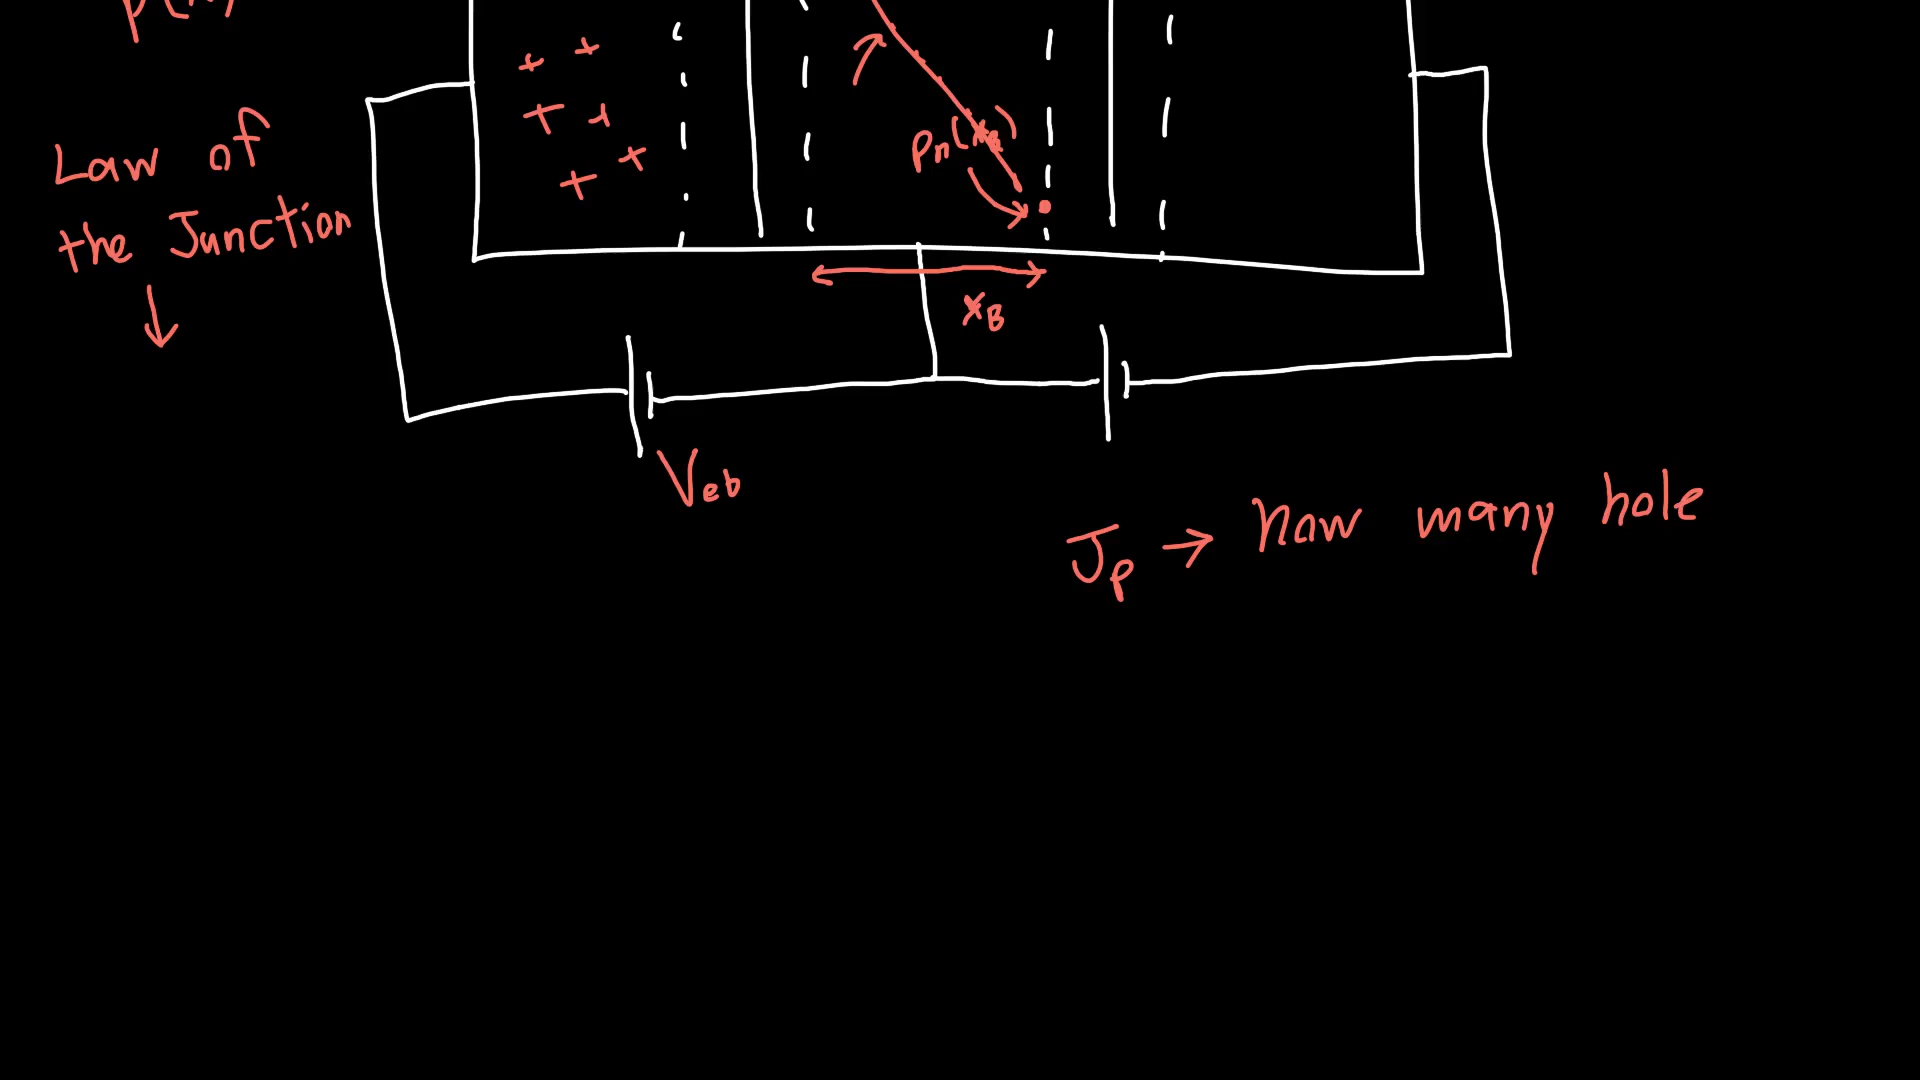 Law of
the Junction
Pn(xB)
xB
Veb
Jp → how many hole